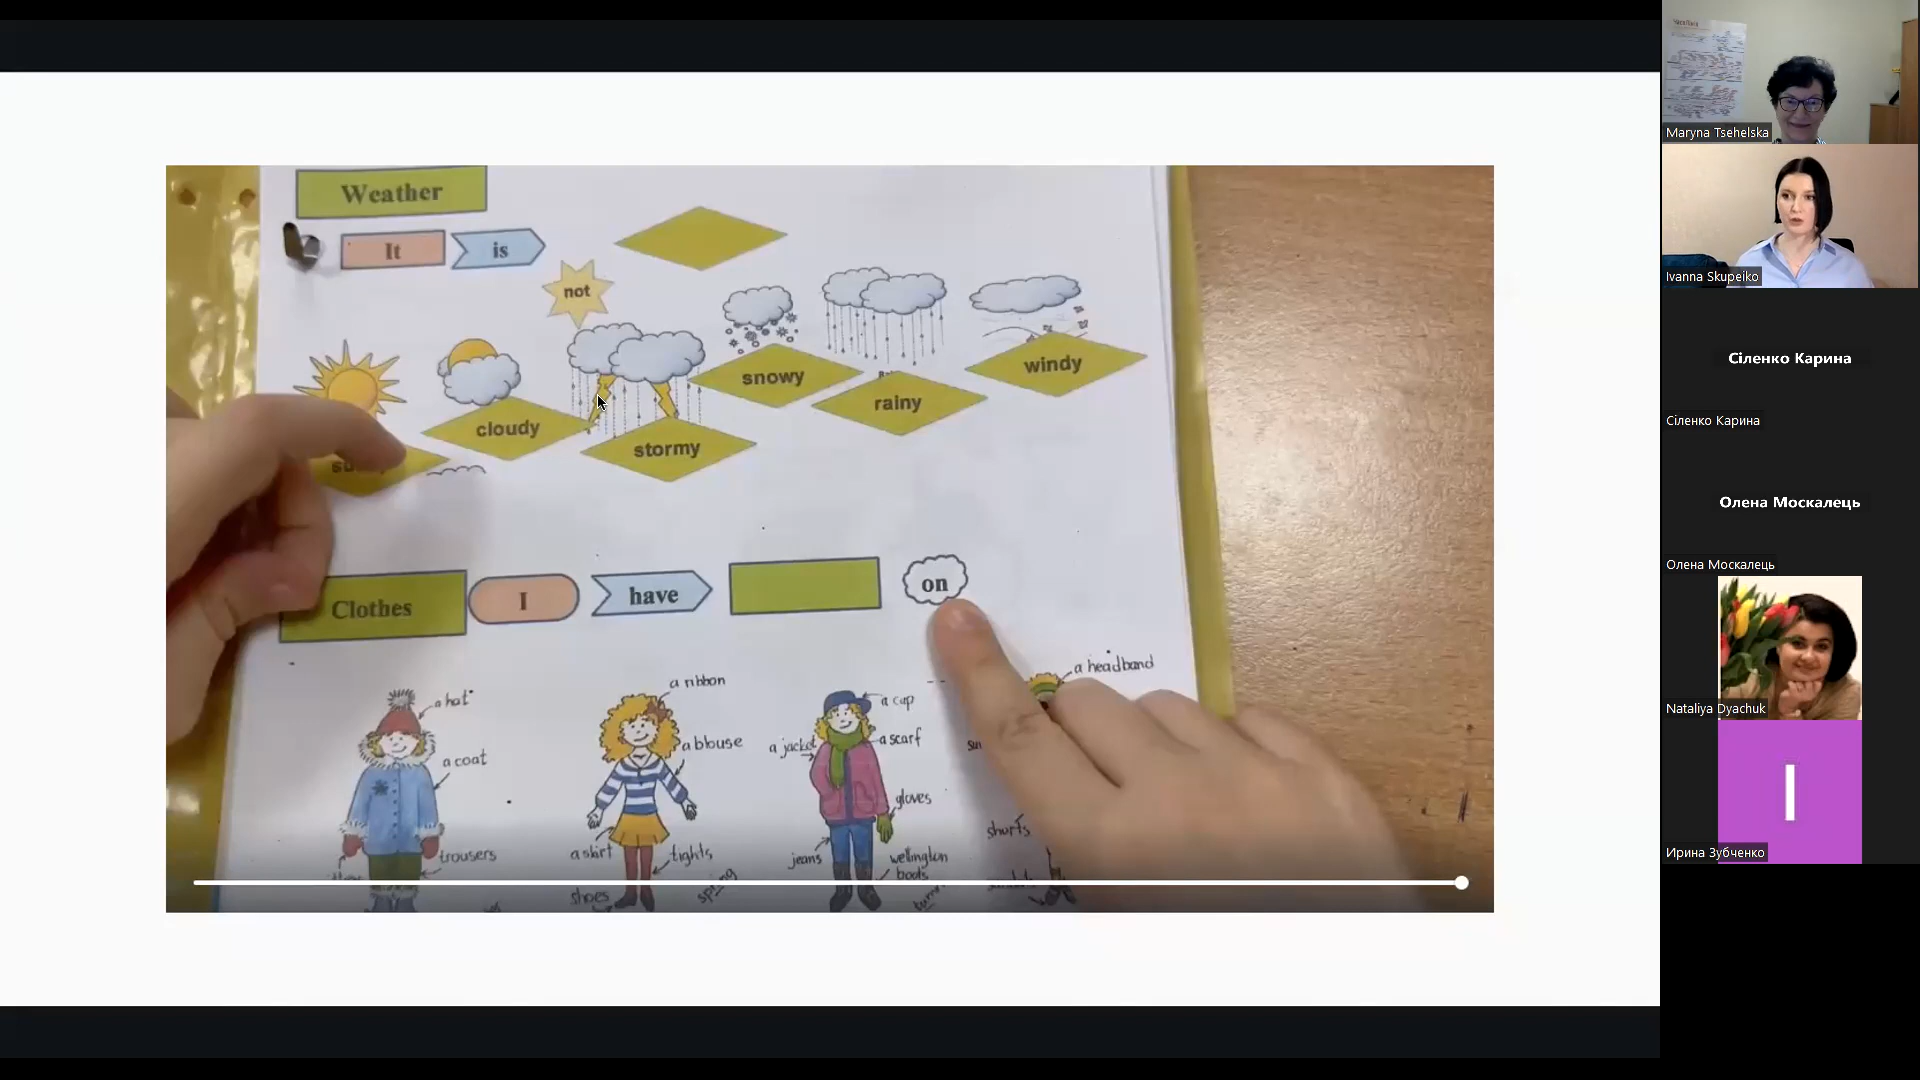 Weather
It is
not
cloudy
stormy
snowy
rainy
windy
Clothes I have on
a hat
a coat
trousers
a ribbon
a blouse
a skirt
tights
shoes
spring
a cap
a jacket
a scarf
gloves
jeans
wellington
boots
a headband
shorts
Maryna Tsehelska
Ivanna Skupeiko
Сіленко Карина
Сіленко Карина
Олена Москалець
Олена Москалець
Nataliya Dyachuk
I
Ирина Зубченко